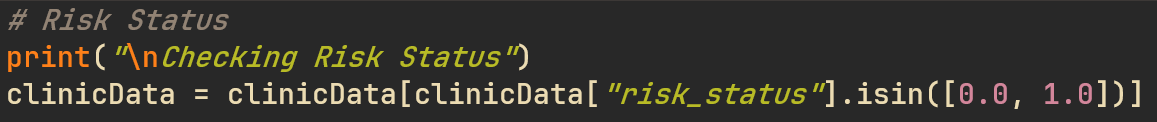 # Risk Status
print("\nChecking Risk Status")
clinicData = clinicData[clinicData["risk_status"].isin([0.0, 1.0])]